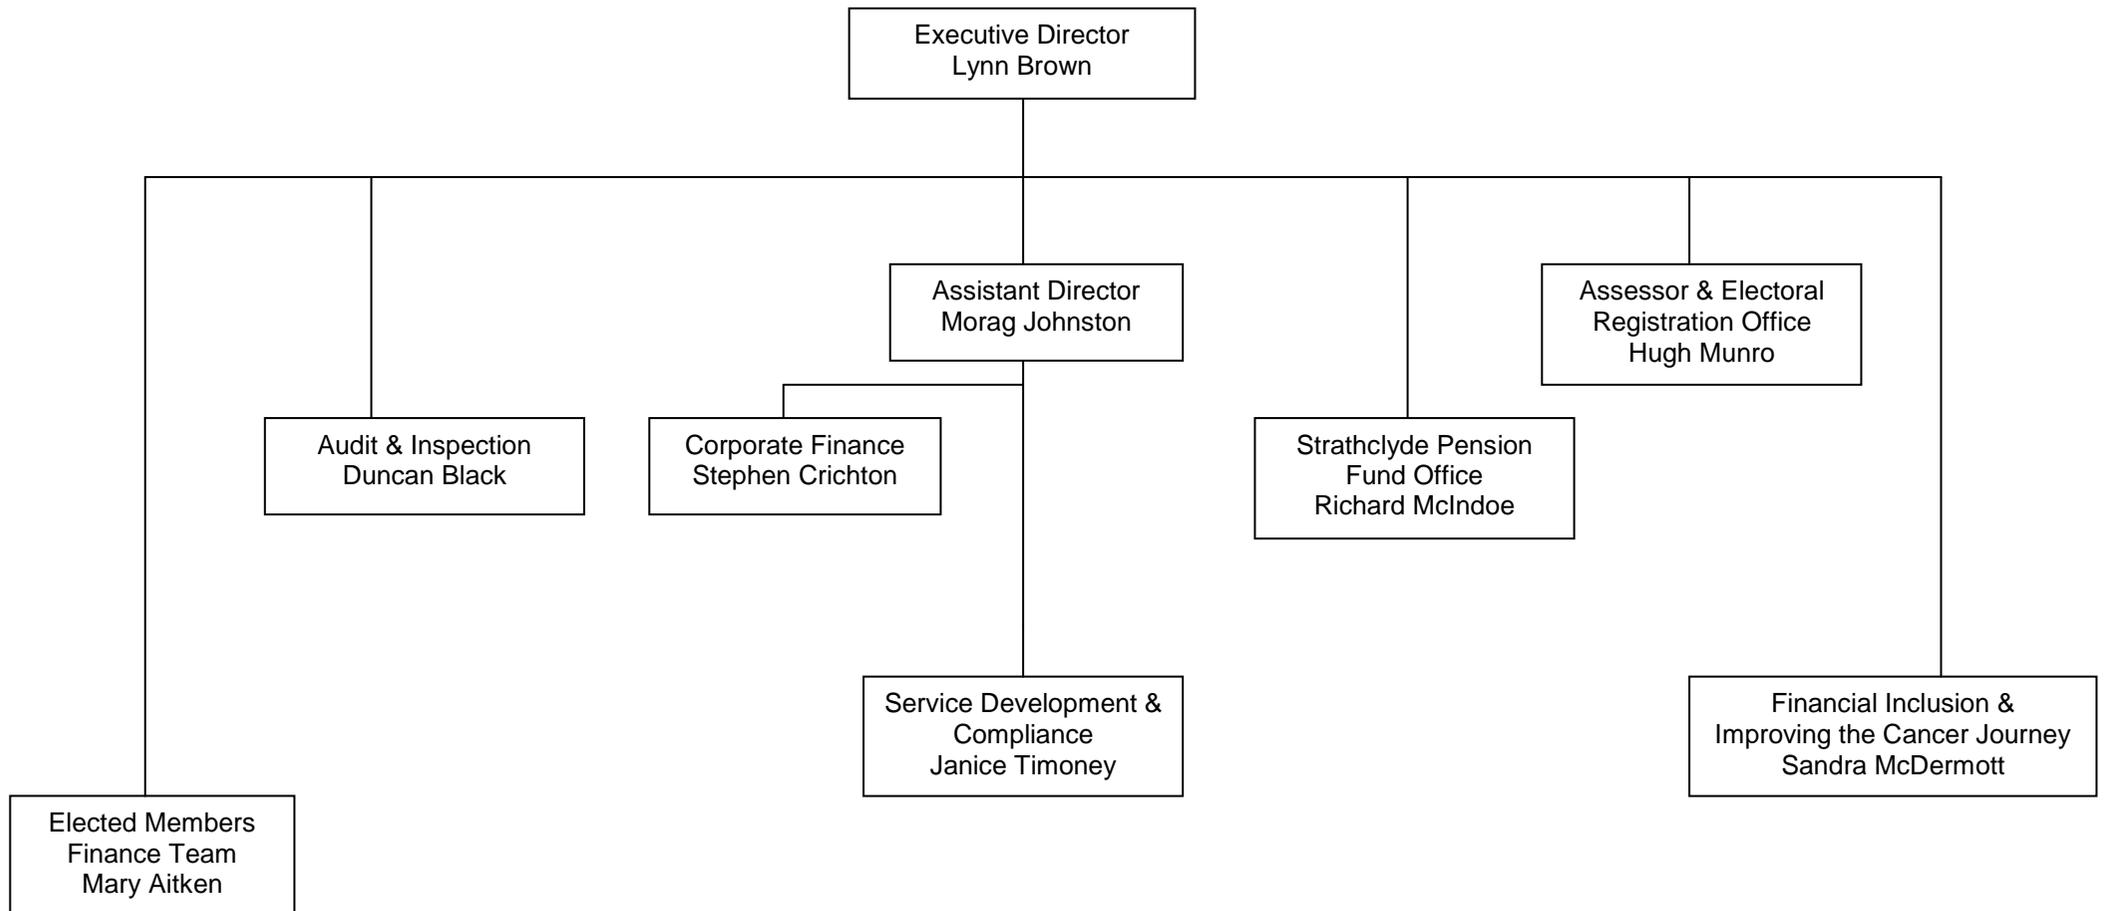 Executive Director
Lynn Brown
Assistant Director
Morag Johnston
Assessor & Electoral
Registration Office
Hugh Munro
Audit & Inspection
Duncan Black
Corporate Finance
Stephen Crichton
Strathclyde Pension
Fund Office
Richard McIndoe
Service Development &
Compliance
Janice Timoney
Financial Inclusion &
Improving the Cancer Journey
Sandra McDermott
Elected Members
Finance Team
Mary Aitken